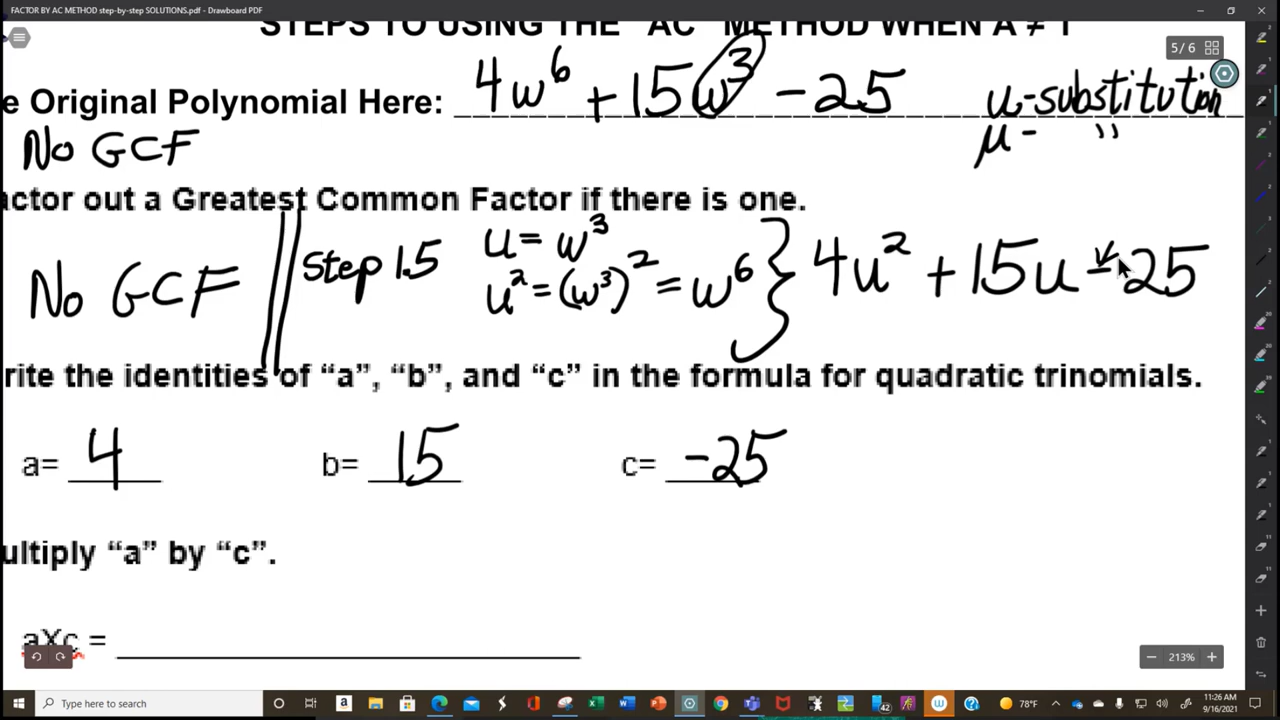 FACTOR BY AC METHOD step-by-step SOLUTIONS.pdf - Drawboard PDF
STEPS TO USING THE "AC" METHOD WHEN A ≠ 1
5/6
e Original Polynomial Here: 4w⁶ + 15w³ - 25
u-substitution
μ- "
No GCF
actor out a Greatest Common Factor if there is one.
No GCF
Step 1.5
u = w³
u² = (w³)² = w⁶ } 4u² + 15u - 25
rite the identities of “a”, “b”, and “c” in the formula for quadratic trinomials.
a= 4 b= 15 c= -25
ultiply “a” by “c”.
aXc =
213%
Type here to search
42
78°F
11:26 AM
9/16/2021